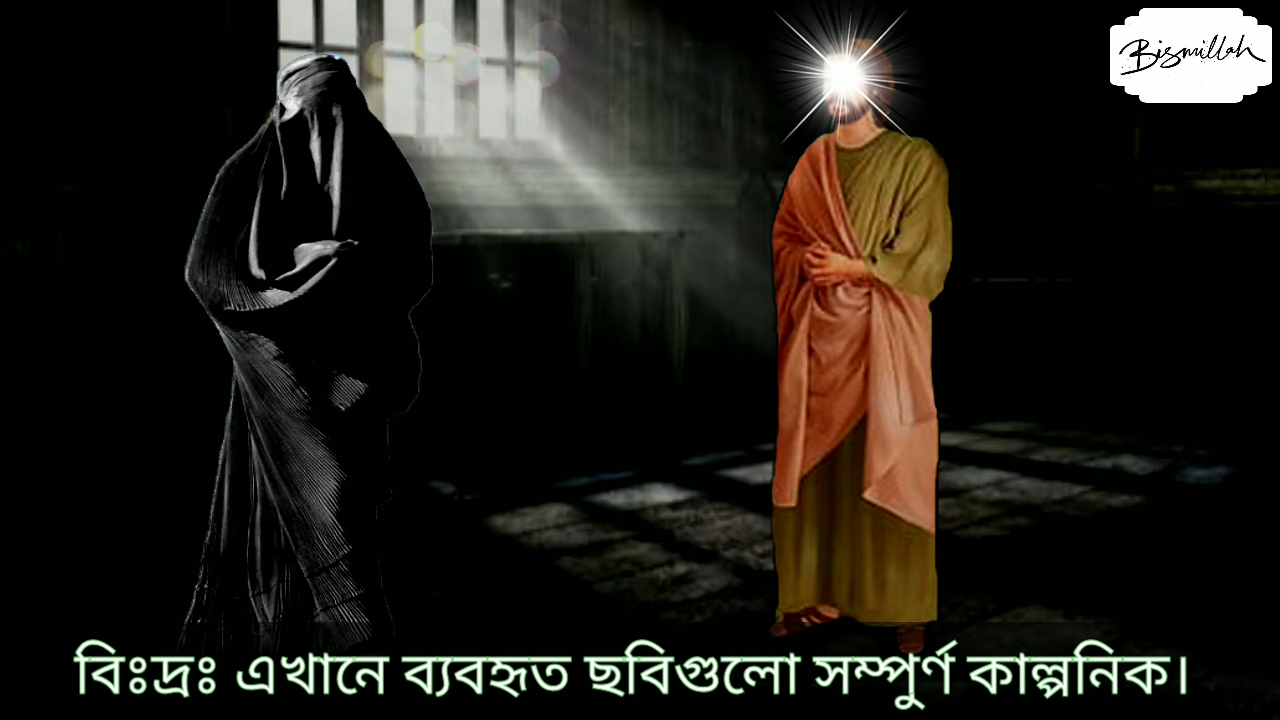 Bismillah
বিঃদ্রঃ এখানে ব্যবহৃত ছবিগুলো সম্পুর্ণ কাল্পনিক।